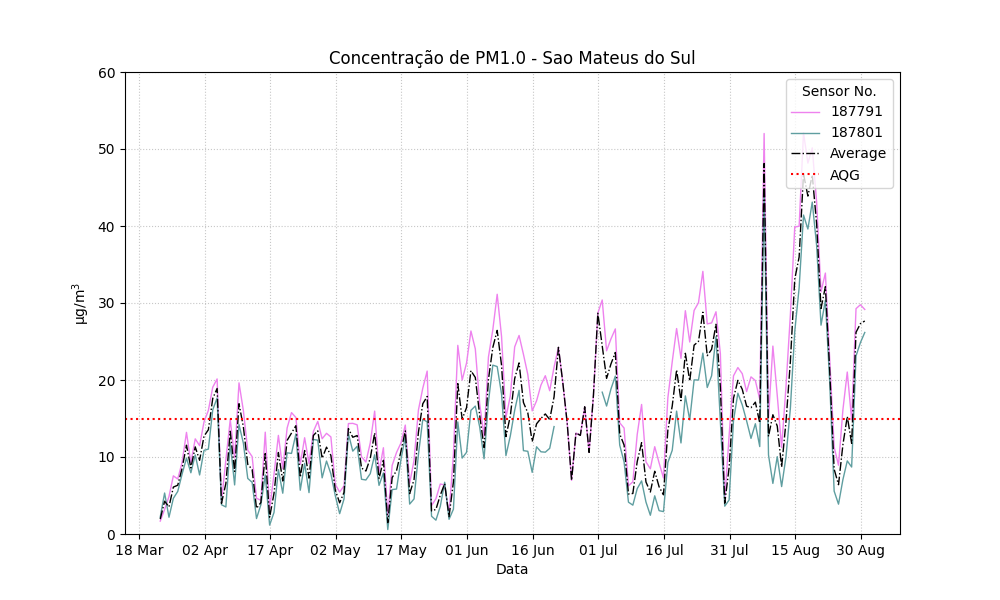 Concentração de PM1.0 - Sao Mateus do Sul
60
50
40
30
20
10
0
µg/m³
Sensor No.
187791
187801
Average
AQG
18 Mar 02 Apr 17 Apr 02 May 17 May 01 Jun 16 Jun 01 Jul 16 Jul 31 Jul 15 Aug 30 Aug
Data